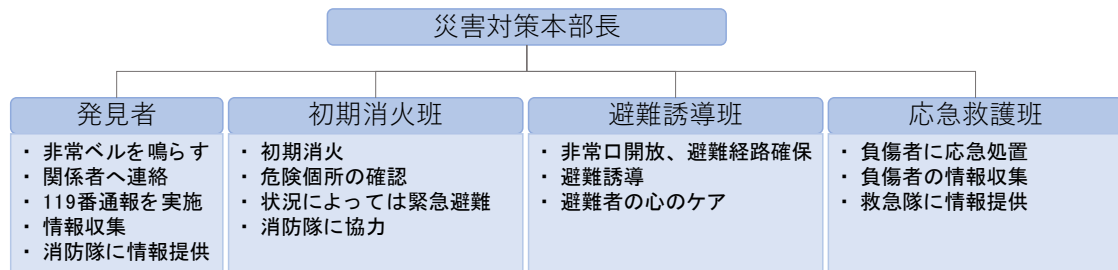 災害対策本部長
発見者
・ 非常ベルを鳴らす
・ 関係者へ連絡
・ 119番通報を実施
・ 情報収集
・ 消防隊に情報提供
初期消火班
・ 初期消火
・ 危険個所の確認
・ 状況によっては緊急避難
・ 消防隊に協力
避難誘導班
・ 非常口開放、避難経路確保
・ 避難誘導
・ 避難者の心のケア
応急救護班
・ 負傷者に応急処置
・ 負傷者の情報収集
・ 救急隊に情報提供